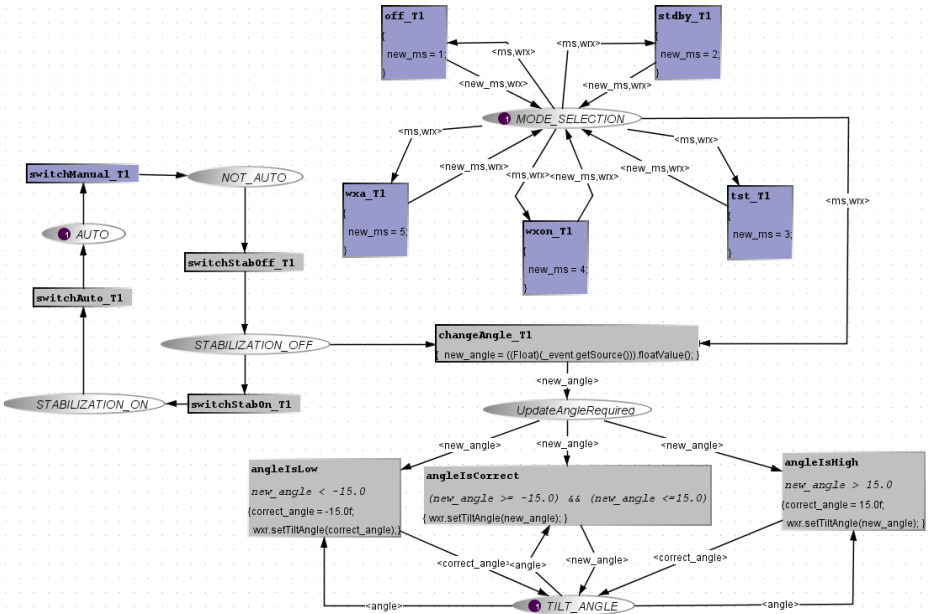 off_T1
{
new_ms = 1;
}
stdby_T1
{
new_ms = 2;
}
<ms,wrx>
<ms,wrx>
<new_ms,wrx>
<new_ms,wrx>
1 MODE_SELECTION
<ms,wrx>
<new_ms,wrx>
<ms,wrx>
<new_ms,wrx>
<new_ms,wrx>
<ms,wrx>
switchManual_T1
NOT_AUTO
wxa_T1
{
new_ms = 5;
}
wxon_T1
{
new_ms = 4;
}
tst_T1
{
new_ms = 3;
}
1 AUTO
switchStabOff_T1
switchAuto_T1
STABILIZATION_OFF
changeAngle_T1
{ new_angle = ((Float)(_event.getSource())).floatValue(); }
<new_angle>
STABILIZATION_ON
switchStabOn_T1
UpdateAngleRequired
<new_angle>
<new_angle>
<new_angle>
angleIsLow
new_angle < -15.0
{correct_angle = -15.0f;
wxr.setTiltAngle(correct_angle);}
angleIsCorrect
(new_angle >= -15.0) && (new_angle <=15.0)
{ wxr.setTiltAngle(new_angle); }
angleIsHigh
new_angle > 15.0
{correct_angle = 15.0f;
wxr.setTiltAngle(new_angle); }
<correct_angle>
<angle>
<new_angle>
<correct_angle>
<angle>
1 TILT_ANGLE
<angle>